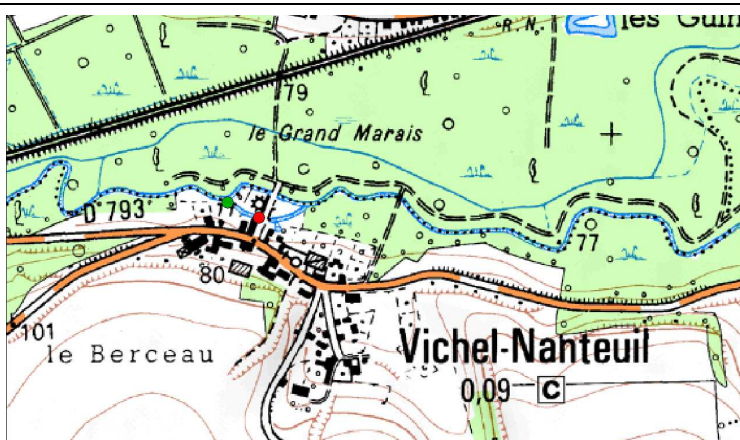 les Guin
R.N.
79
le Grand Marais
D 793
77
80
101
le Berceau
Vichel-Nanteuil
0,09 C